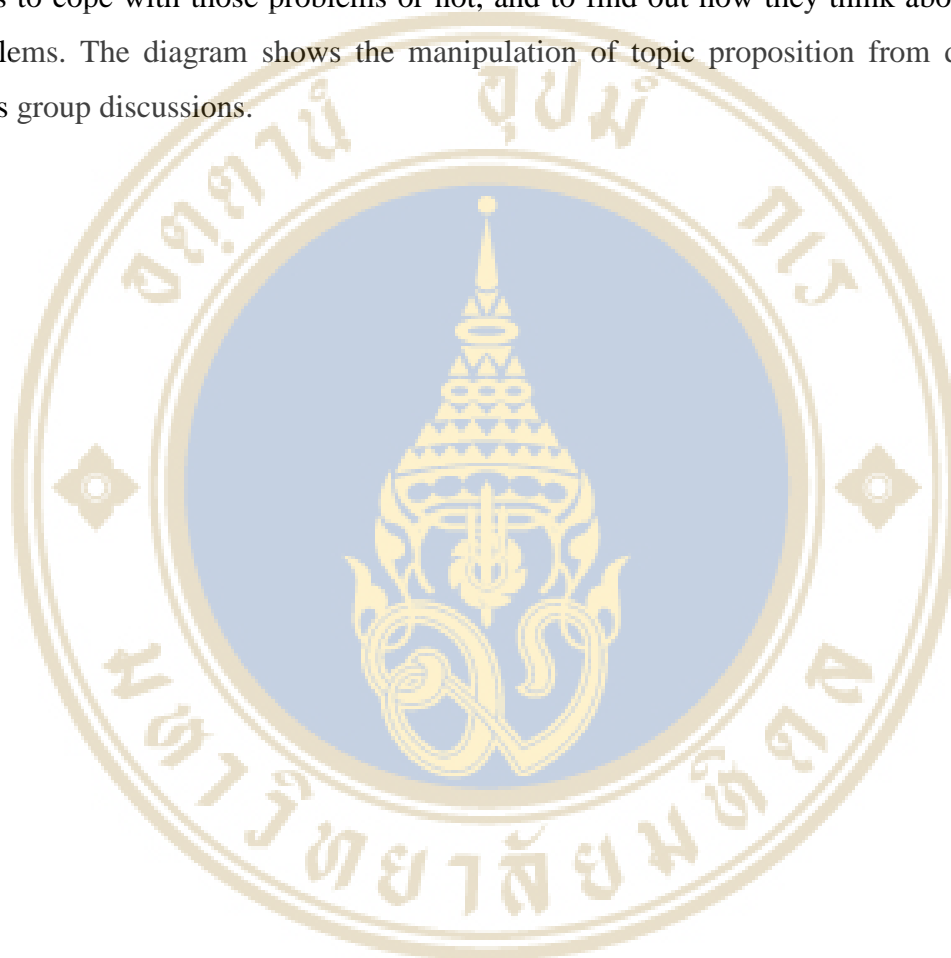 s to cope with those problems or not, and to find out how they think abo
lems. The diagram shows the manipulation of topic proposition from
s group discussions.
อตฺตานํ อุปมํ กเร
มหาวิทยาลัยมหิดล